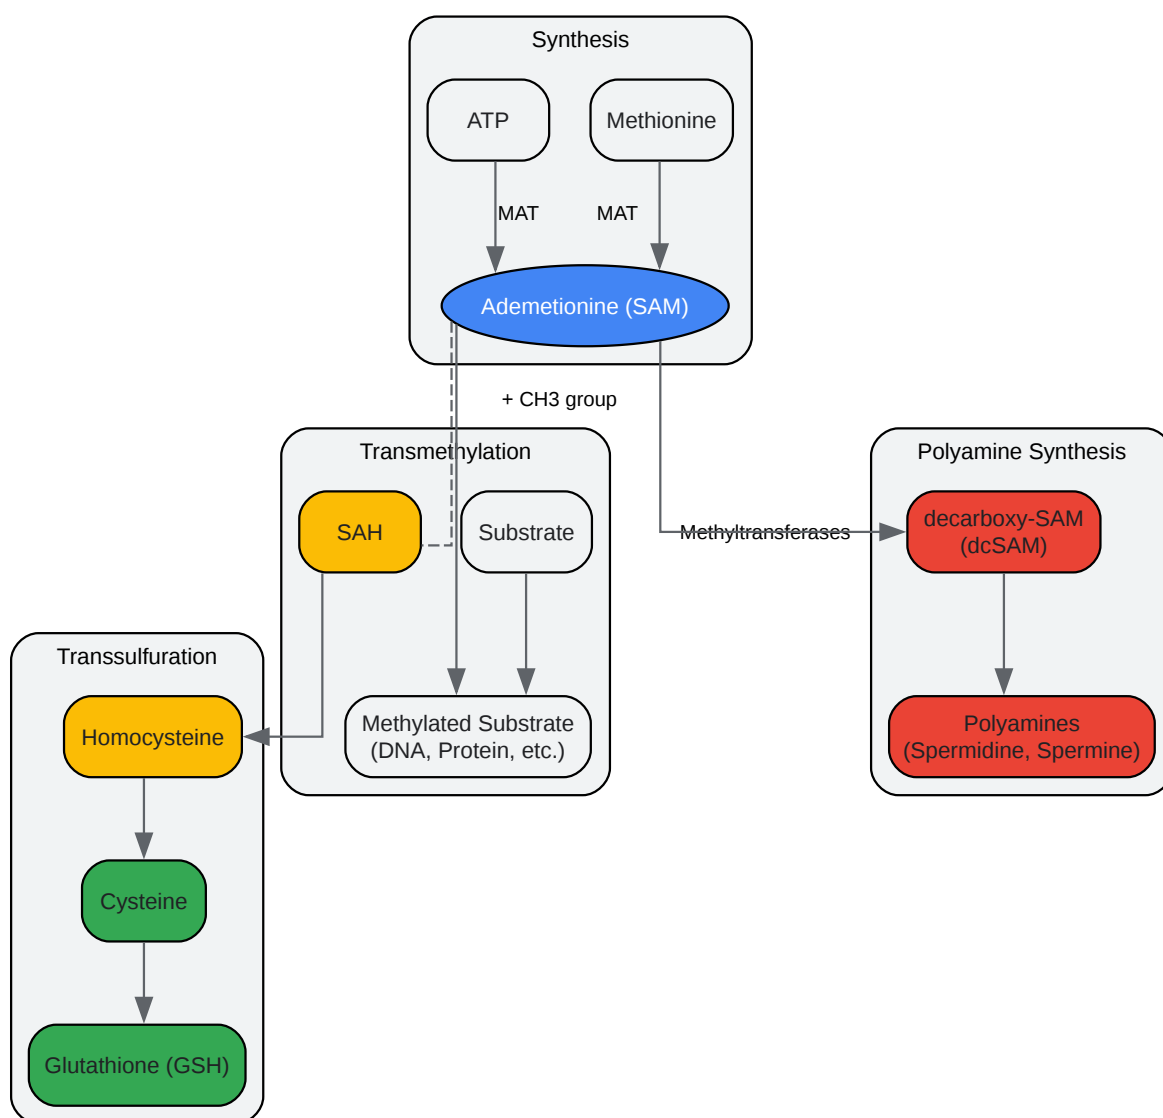 Synthesis
ATP
Methionine
MAT
MAT
Ademetionine (SAM)
+ CH3 group
Transmethylation
Polyamine Synthesis
SAH
Substrate
Methyltransferases
decarboxy-SAM
(dcSAM)
Transsulfuration
Homocysteine
Methylated Substrate
(DNA, Protein, etc.)
Polyamines
(Spermidine, Spermine)
Cysteine
Glutathione (GSH)